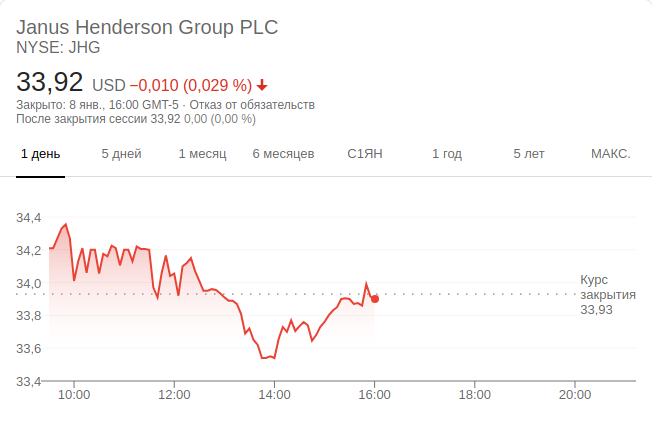 Janus Henderson Group PLC
NYSE: JHG
33,92 USD −0,010 (0,029 %)
Закрыто: 8 янв., 16:00 GMT-5 · Отказ от обязательств
После закрытия сессии 33,92 0,00 (0,00 %)
1 день 5 дней 1 месяц 6 месяцев С1ЯН 1 год 5 лет МАКС.
34,4
34,2
34,0
33,8
33,6
33,4
Курс
закрытия
33,93
10:00 12:00 14:00 16:00 18:00 20:00